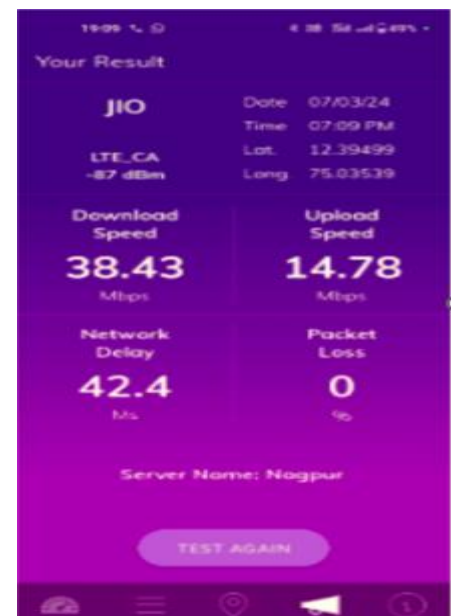 19:09
Your Result
JIO
LTE_CA
-87 dBm
Date 07/03/24
Time 07:09 PM
Lat. 12.39499
Long. 75.03539
Download Speed
38.43
Mbps
Upload Speed
14.78
Mbps
Network Delay
42.4
Ms
Packet Loss
0
%
Server Name: Nagpur
TEST AGAIN